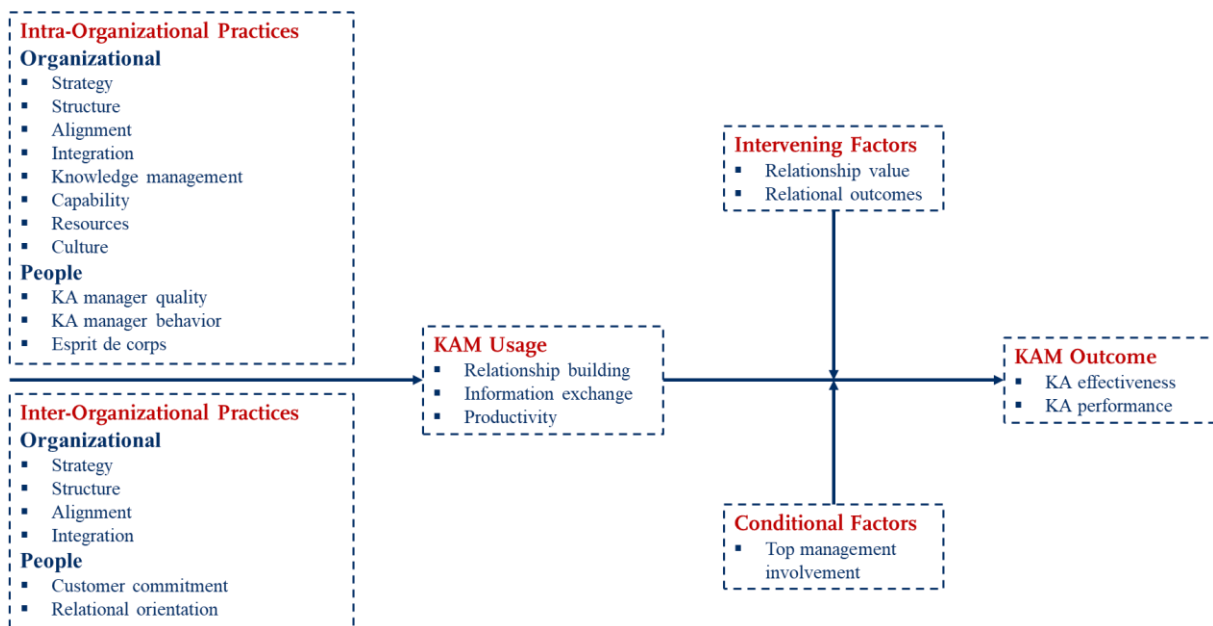 Intra-Organizational Practices
Organizational
▪ Strategy
▪ Structure
▪ Alignment
▪ Integration
▪ Knowledge management
▪ Capability
▪ Resources
▪ Culture
People
▪ KA manager quality
▪ KA manager behavior
▪ Esprit de corps
Inter-Organizational Practices
Organizational
▪ Strategy
▪ Structure
▪ Alignment
▪ Integration
People
▪ Customer commitment
▪ Relational orientation
KAM Usage
▪ Relationship building
▪ Information exchange
▪ Productivity
Intervening Factors
▪ Relationship value
▪ Relational outcomes
Conditional Factors
▪ Top management
involvement
KAM Outcome
▪ KA effectiveness
▪ KA performance